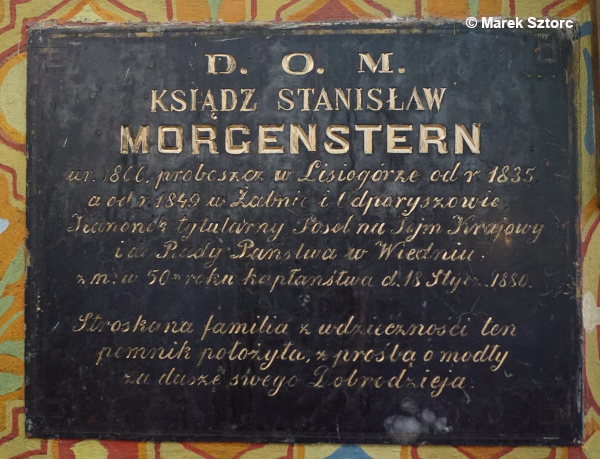 © Marek Sztorc
D. O. M.
KSIĄDZ STANISŁAW
MORGENSTERN
ur. 1866. proboszcz w Lisiogórze od r. 1835
a od r. 1849 w Żabnie i Odporyszowie,
Kanonik tytularny Poseł na Sejm Krajowy
i do Rady Państwa w Wiedniu.
zm. w 50 m roku kapłaństwa d. 18 Stycz. 1880.
Stroskana familia z wdzięczności ten
pomnik położyła, z prośbą o modły
za duszę swego Dobrodzieja.